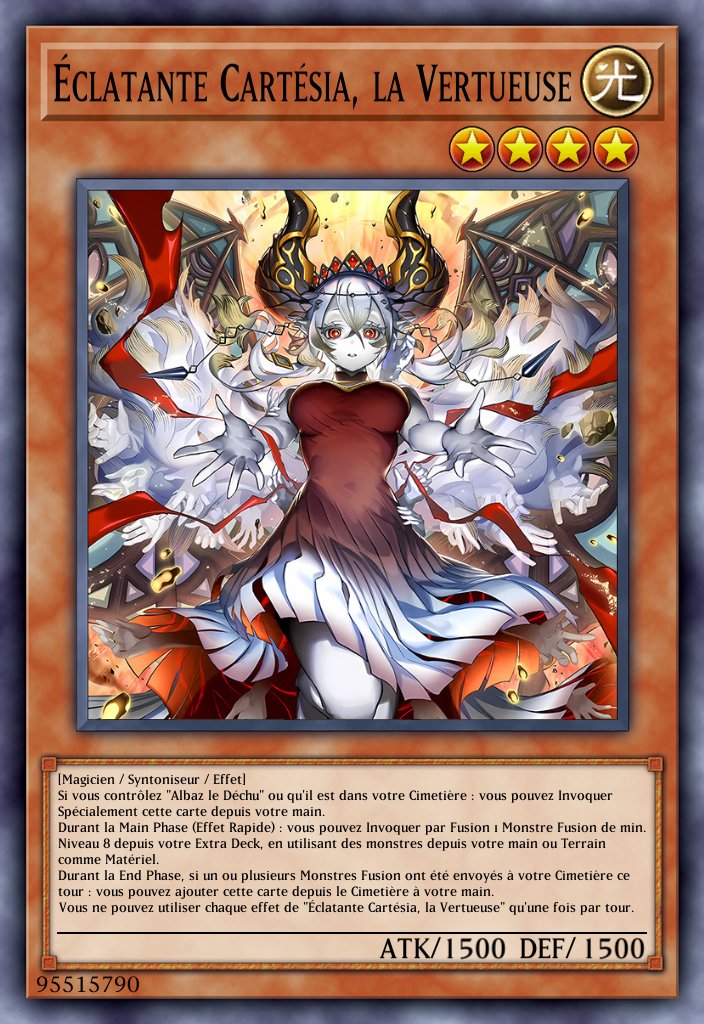 Éclatante Cartésia, la Vertueuse 光
[Magicien / Syntoniseur / Effet]
Si vous contrôlez "Albaz le Déchu" ou qu'il est dans votre Cimetière : vous pouvez Invoquer
Spécialement cette carte depuis votre main.
Durant la Main Phase (Effet Rapide) : vous pouvez Invoquer par Fusion 1 Monstre Fusion de min.
Niveau 8 depuis votre Extra Deck, en utilisant des monstres depuis votre main ou Terrain
comme Matériel.
Durant la End Phase, si un ou plusieurs Monstres Fusion ont été envoyés à votre Cimetière ce
tour : vous pouvez ajouter cette carte depuis le Cimetière à votre main.
Vous ne pouvez utiliser chaque effet de "Éclatante Cartésia, la Vertueuse" qu'une fois par tour.
ATK/1500 DEF/ 1500
95515790